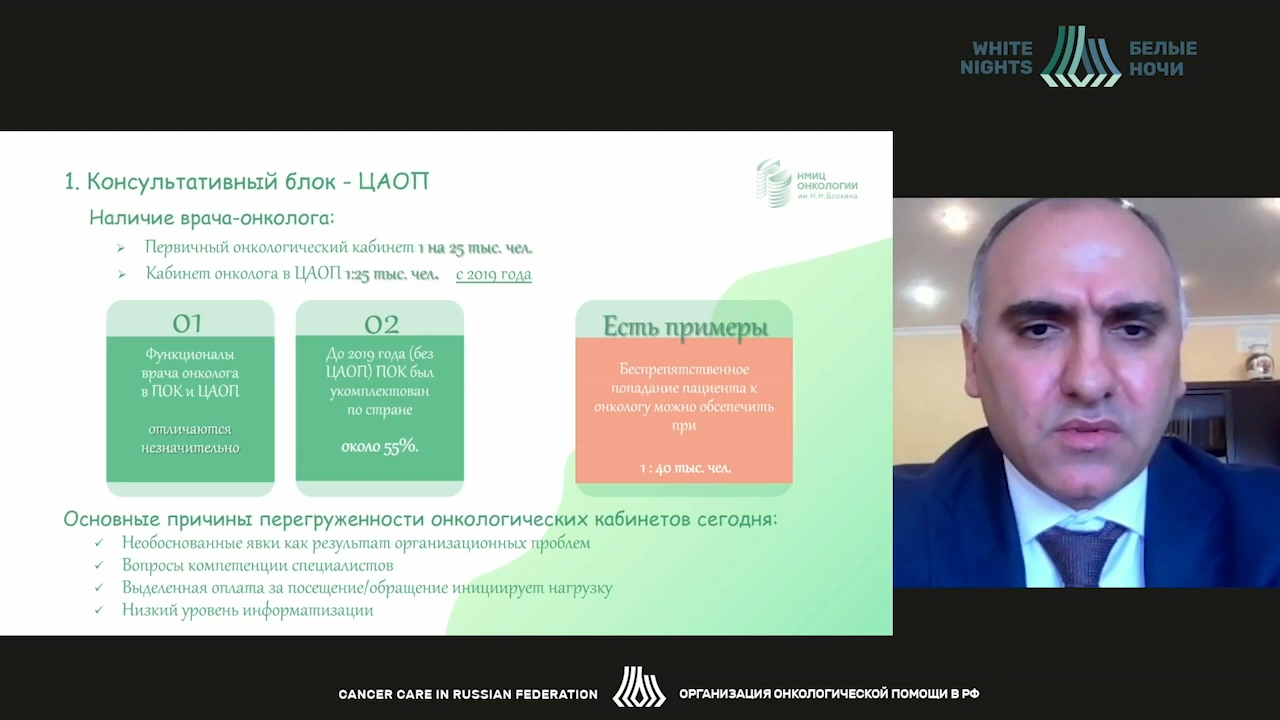 WHITE
NIGHTS
БЕЛЫЕ
НОЧИ
1. Консультативный блок - ЦАОП
НМИЦ
ОНКОЛОГИИ
им.Н.Н.Блохина
Наличие врача-онколога:
Первичный онкологический кабинет 1 на 25 тыс. чел.
Кабинет онколога в ЦАОП 1:25 тыс. чел. с 2019 года
01
Функционалы
врача онколога
в ПОК и ЦАОП
отличаются
незначительно
02
До 2019 года (без
ЦАОП) ПОК был
укомплектован
по стране
около 55%.
Есть примеры
Беспрепятственное
попадание пациента к
онкологу можно обсепечить
при
1 : 40 тыс. чел.
Основные причины перегруженности онкологических кабинетов сегодня:
Необоснованные явки как результат организационных проблем
Вопросы компетенции специалистов
Выделенная оплата за посещение/обращение инициирует нагрузку
Низкий уровень информатизации
CANCER CARE IN RUSSIAN FEDERATION
ОРГАНИЗАЦИЯ ОНКОЛОГИЧЕСКОЙ ПОМОЩИ В РФ